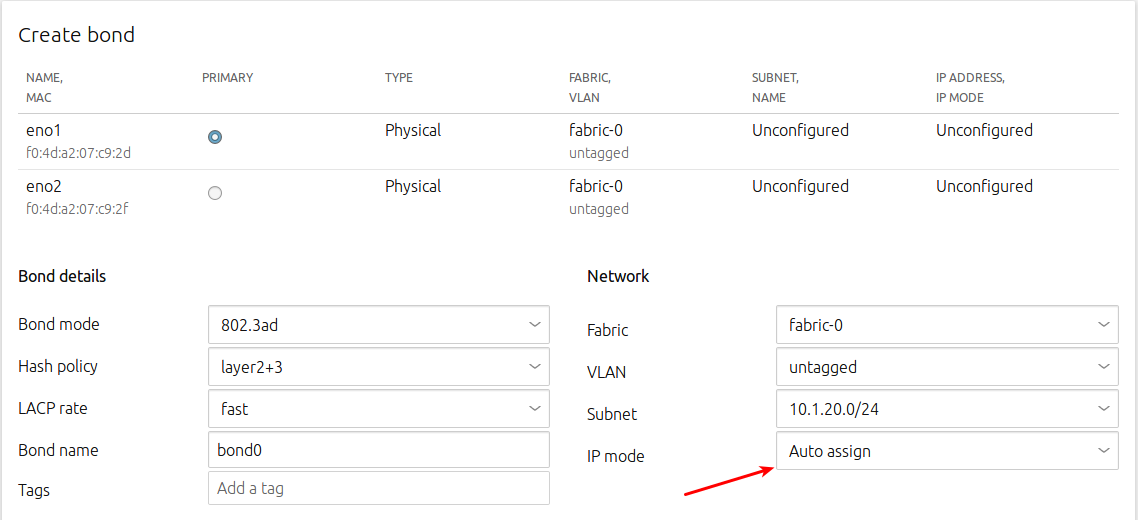 Create bond
NAME, PRIMARY TYPE FABRIC, SUBNET, IP ADDRESS,
MAC VLAN NAME IP MODE
eno1 Physical fabric-0 Unconfigured Unconfigured
f0:4d:a2:07:c9:2d untagged
eno2 Physical fabric-0 Unconfigured Unconfigured
f0:4d:a2:07:c9:2f untagged
Bond details
Bond mode 802.3ad
Hash policy layer2+3
LACP rate fast
Bond name bond0
Tags Add a tag
Network
Fabric fabric-0
VLAN untagged
Subnet 10.1.20.0/24
IP mode Auto assign